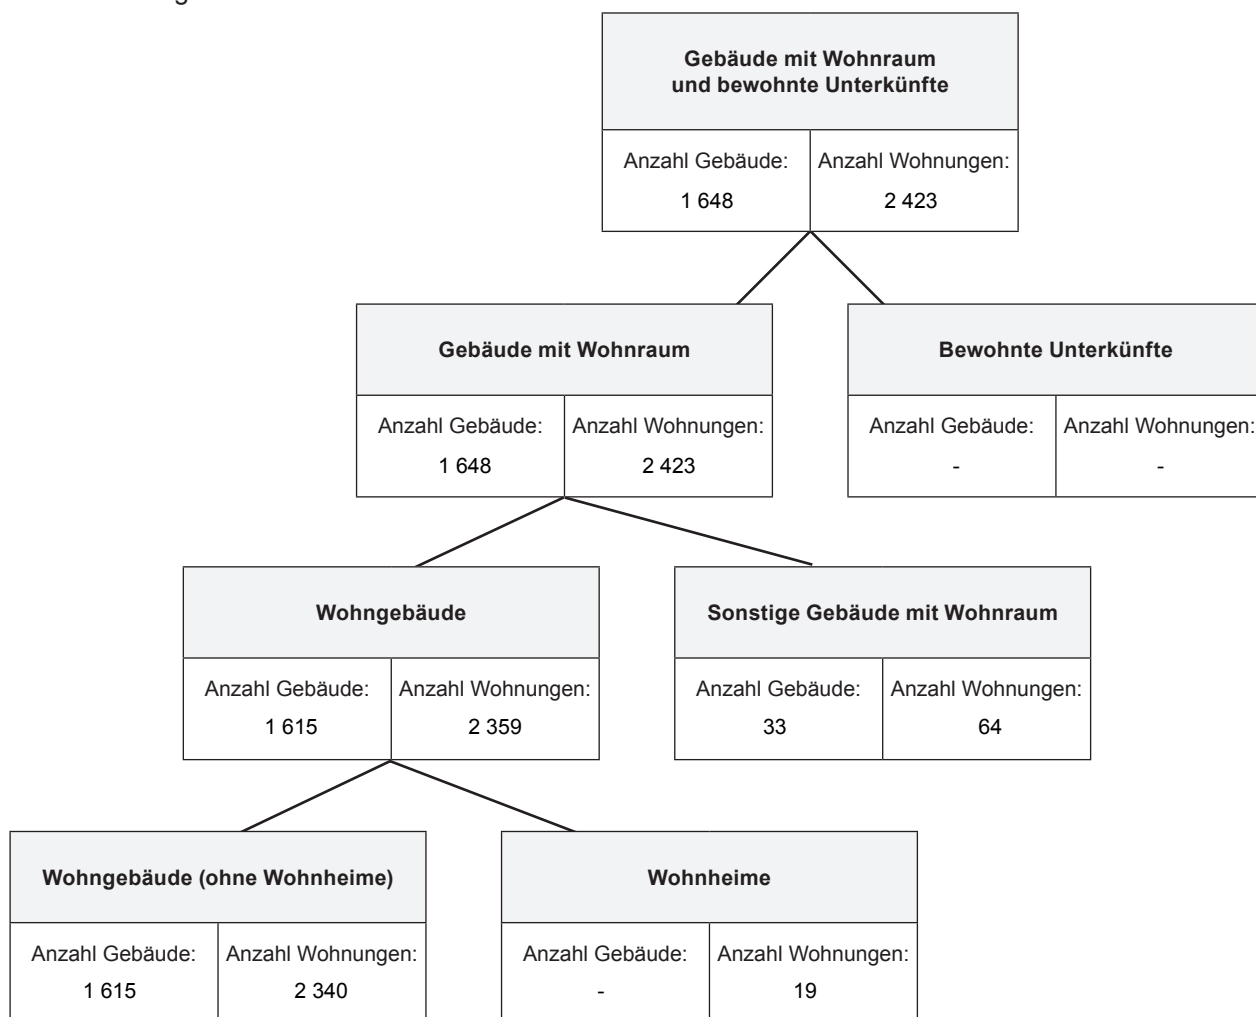 Gebäude mit Wohnraum
und bewohnte Unterkünfte
Anzahl Gebäude: Anzahl Wohnungen:
1 648 2 423
Gebäude mit Wohnraum Bewohnte Unterkünfte
Anzahl Gebäude: Anzahl Wohnungen: Anzahl Gebäude: Anzahl Wohnungen:
1 648 2 423 - -
Wohngebäude Sonstige Gebäude mit Wohnraum
Anzahl Gebäude: Anzahl Wohnungen: Anzahl Gebäude: Anzahl Wohnungen:
1 615 2 359 33 64
Wohngebäude (ohne Wohnheime) Wohnheime
Anzahl Gebäude: Anzahl Wohnungen: Anzahl Gebäude: Anzahl Wohnungen:
1 615 2 340 - 19